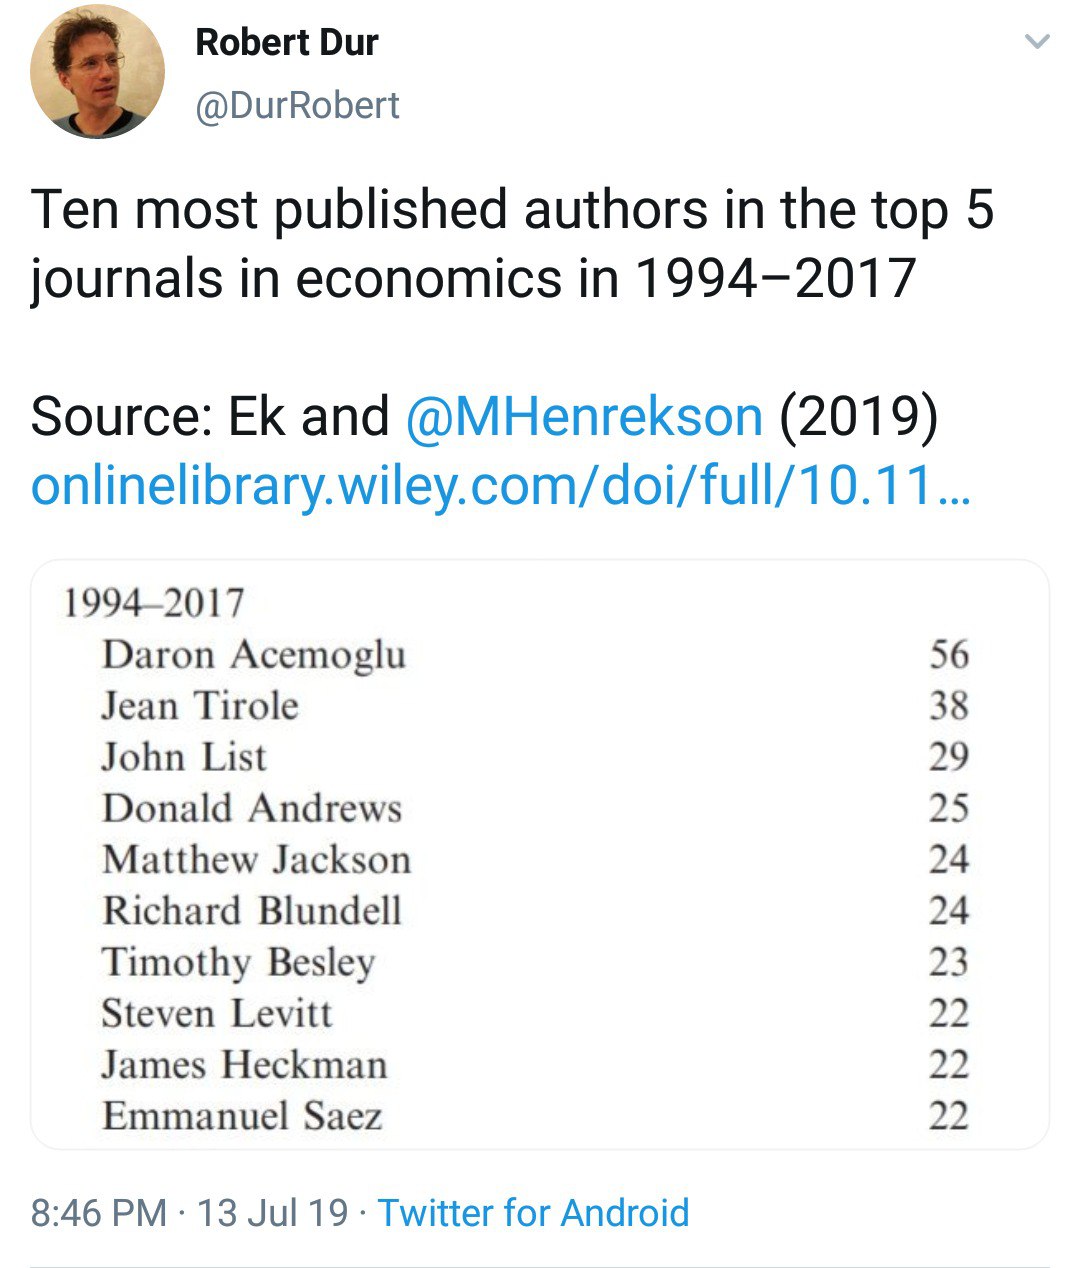 Robert Dur
@DurRobert
Ten most published authors in the top 5
journals in economics in 1994–2017
Source: Ek and @MHenrekson (2019)
onlinelibrary.wiley.com/doi/full/10.11…
1994–2017
Daron Acemoglu 56
Jean Tirole 38
John List 29
Donald Andrews 25
Matthew Jackson 24
Richard Blundell 24
Timothy Besley 23
Steven Levitt 22
James Heckman 22
Emmanuel Saez 22
8:46 PM · 13 Jul 19 · Twitter for Android